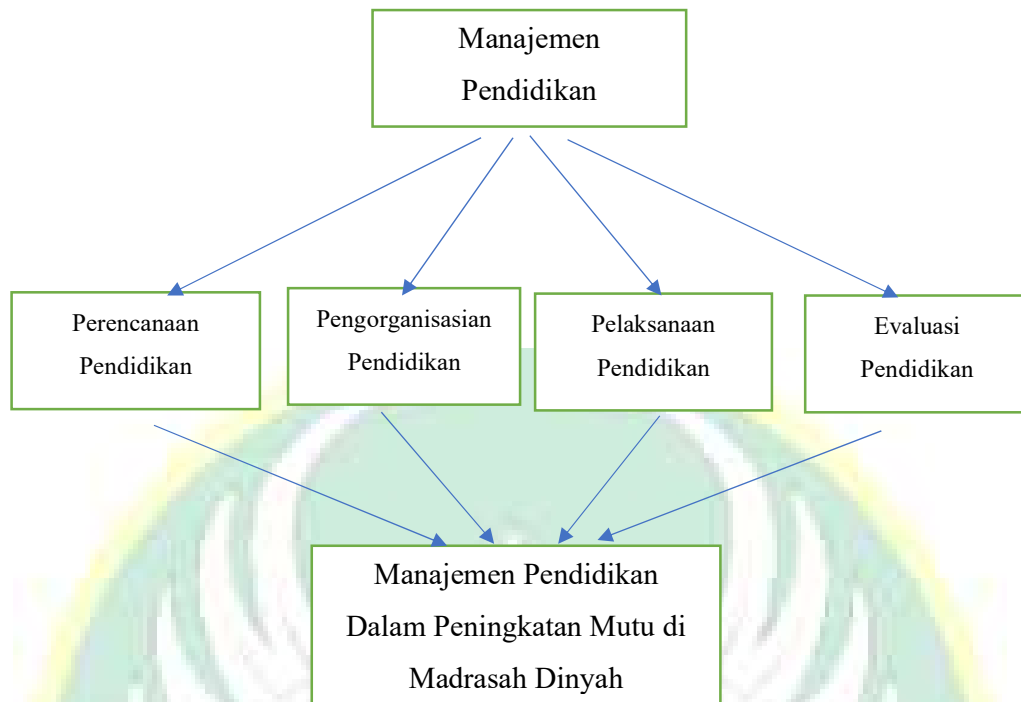 Manajemen
Pendidikan
Perencanaan
Pendidikan
Pengorganisasian
Pendidikan
Pelaksanaan
Pendidikan
Evaluasi
Pendidikan
Manajemen Pendidikan
Dalam Peningkatan Mutu di
Madrasah Dinyah